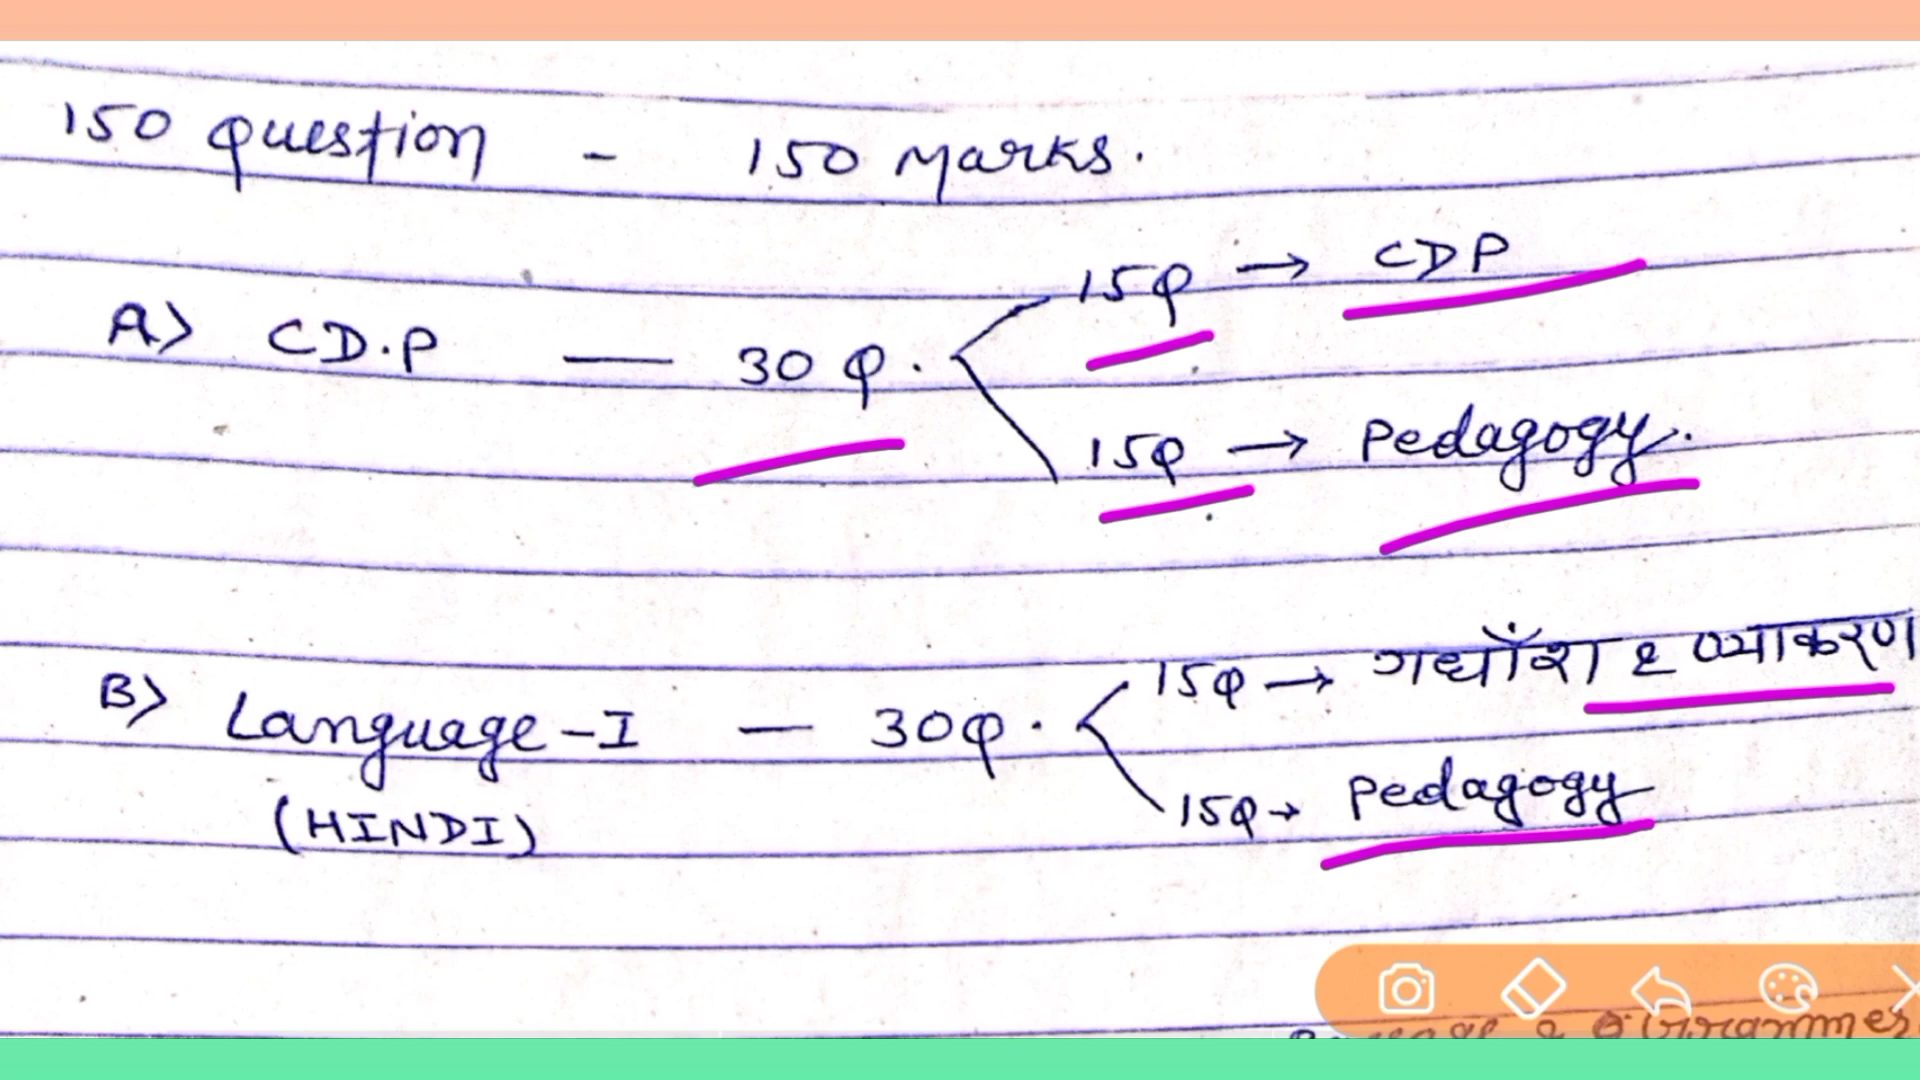 150 question - 150 Marks.
15Q → CDP
A) CD.P — 30 Q.
15Q → Pedagogy.
B) Language-I — 30Q. 15Q → गद्याँश & व्याकरण
(HINDI) 15Q → Pedagogy